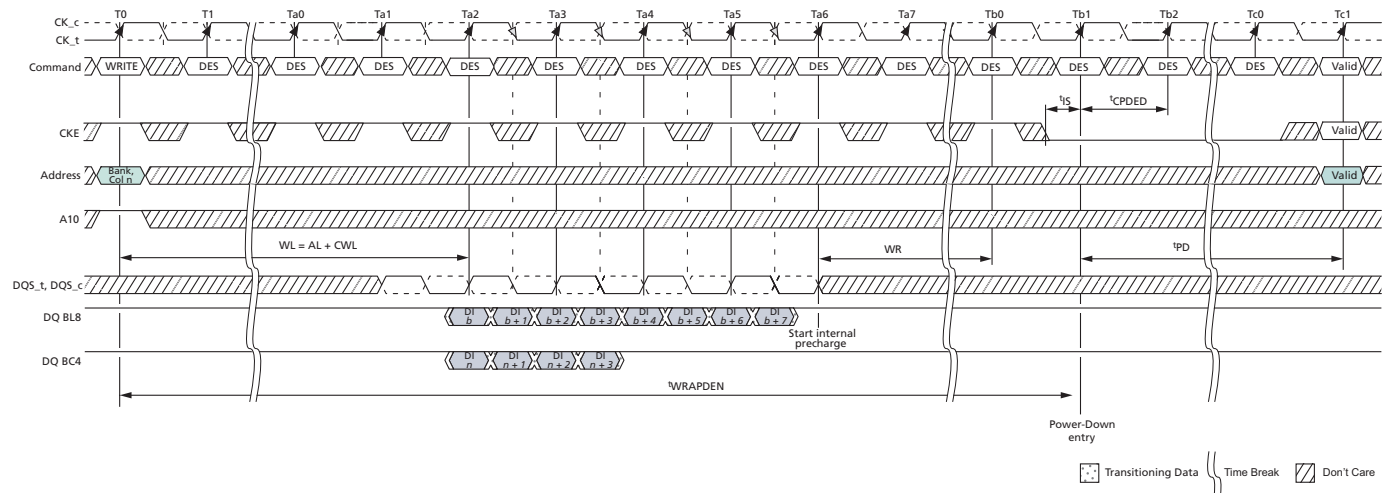 T0 T1 Ta0 Ta1 Ta2 Ta3 Ta4 Ta5 Ta6 Ta7 Tb0 Tb1 Tb2 Tc0 Tc1
CK_c
CK_t
Command WRITE DES DES DES DES DES DES DES DES DES DES DES DES DES Valid
tIS tCPDED
CKE Valid
Address Bank, Col n Valid
A10
WL = AL + CWL WR tPD
DQS_t, DQS_c
DQ BL8 DI b DI b + 1 DI b + 2 DI b + 3 DI b + 4 DI b + 5 DI b + 6 DI b + 7
Start internal
precharge
DQ BC4 DI n DI n + 1 DI n + 2 DI n + 3
tWRAPDEN
Power-Down
entry
Transitioning Data Time Break Don't Care